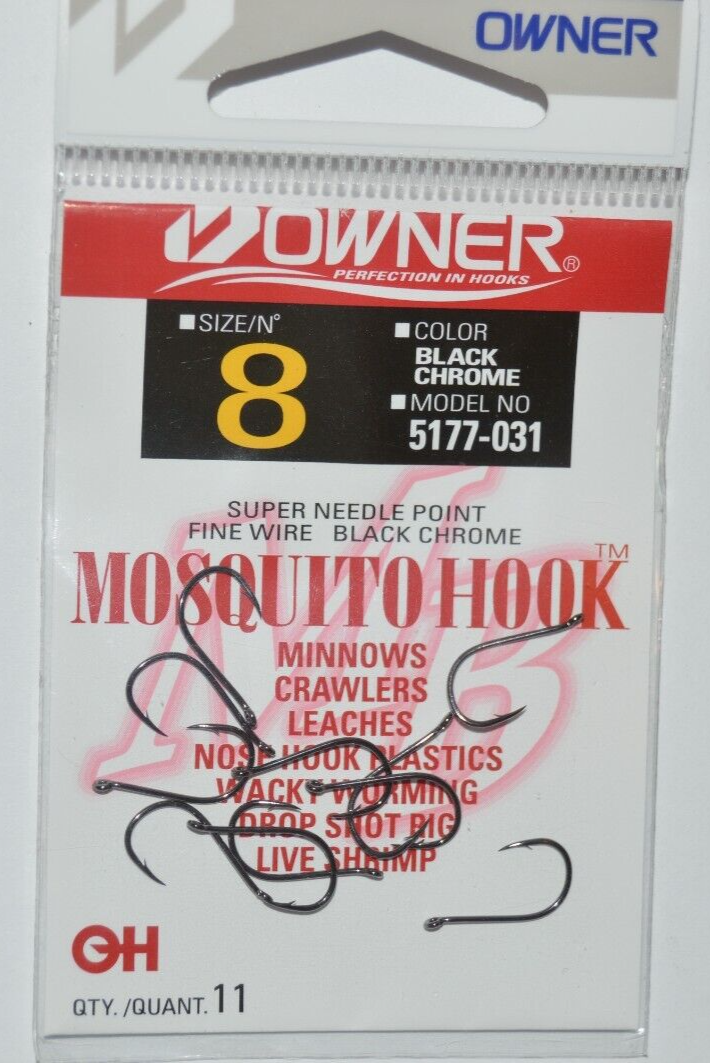 OWNER
OWNER®
PERFECTION IN HOOKS
■ SIZE/N°
8
■ COLOR
BLACK
CHROME
■ MODEL NO
5177-031
SUPER NEEDLE POINT
FINE WIRE BLACK CHROME
MOSQUITO HOOK™
MINNOWS
CRAWLERS
LEACHES
NOSE HOOK PLASTICS
WACKY WORMING
DROP SHOT RIG
LIVE SHRIMP
OH
QTY. /QUANT. 11